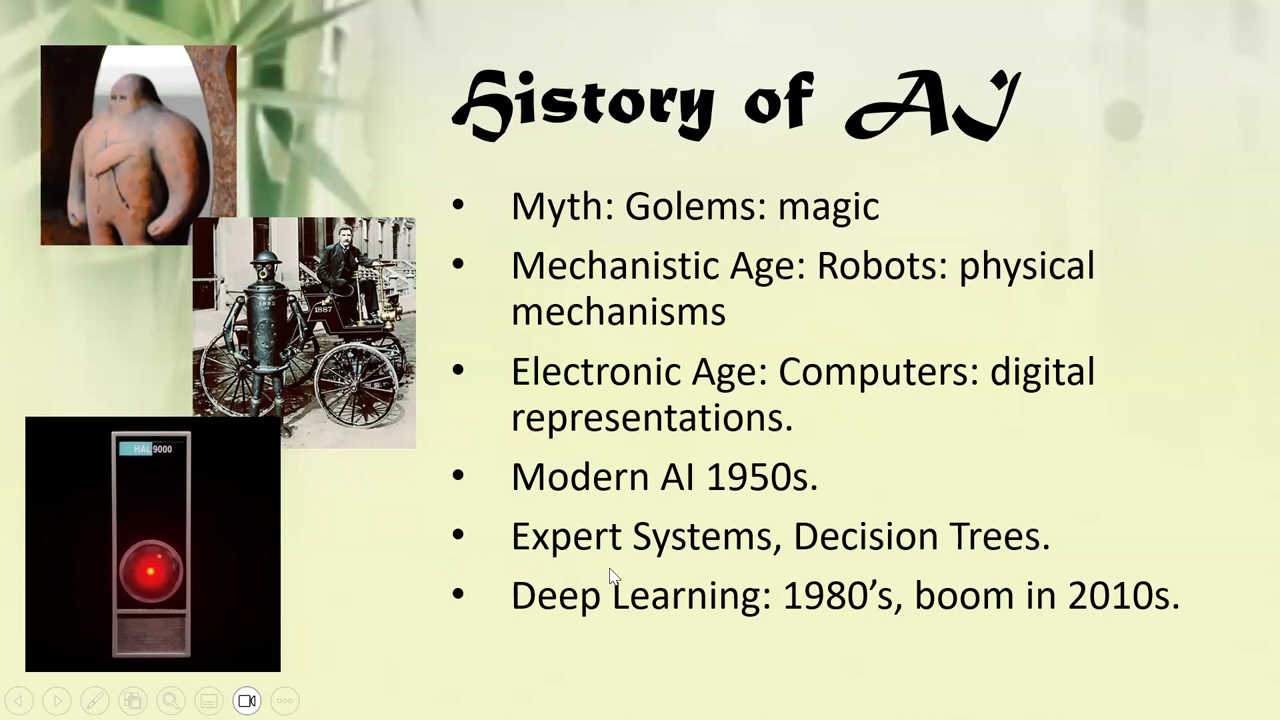 History of AI
• Myth: Golems: magic
• Mechanistic Age: Robots: physical
mechanisms
• Electronic Age: Computers: digital
representations.
• Modern AI 1950s.
• Expert Systems, Decision Trees.
• Deep Learning: 1980’s, boom in 2010s.
1887
HAL 9000